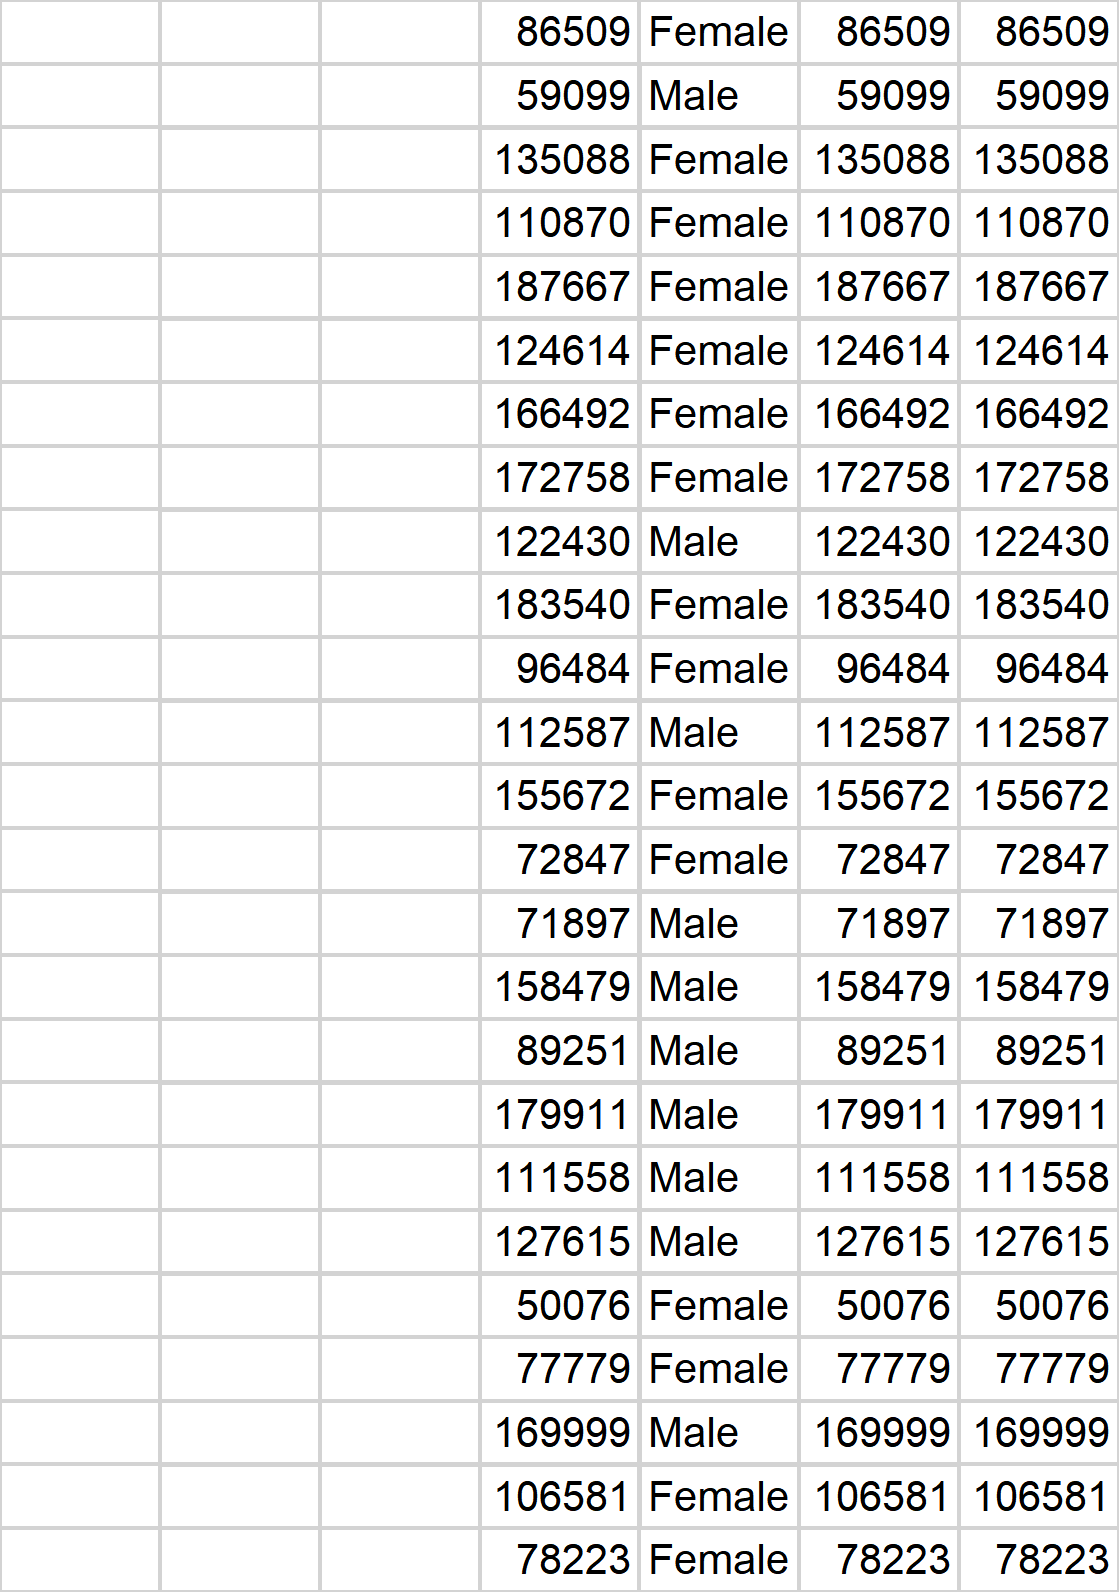 86509 Female 86509 86509
59099 Male 59099 59099
135088 Female 135088 135088
110870 Female 110870 110870
187667 Female 187667 187667
124614 Female 124614 124614
166492 Female 166492 166492
172758 Female 172758 172758
122430 Male 122430 122430
183540 Female 183540 183540
96484 Female 96484 96484
112587 Male 112587 112587
155672 Female 155672 155672
72847 Female 72847 72847
71897 Male 71897 71897
158479 Male 158479 158479
89251 Male 89251 89251
179911 Male 179911 179911
111558 Male 111558 111558
127615 Male 127615 127615
50076 Female 50076 50076
77779 Female 77779 77779
169999 Male 169999 169999
106581 Female 106581 106581
78223 Female 78223 78223